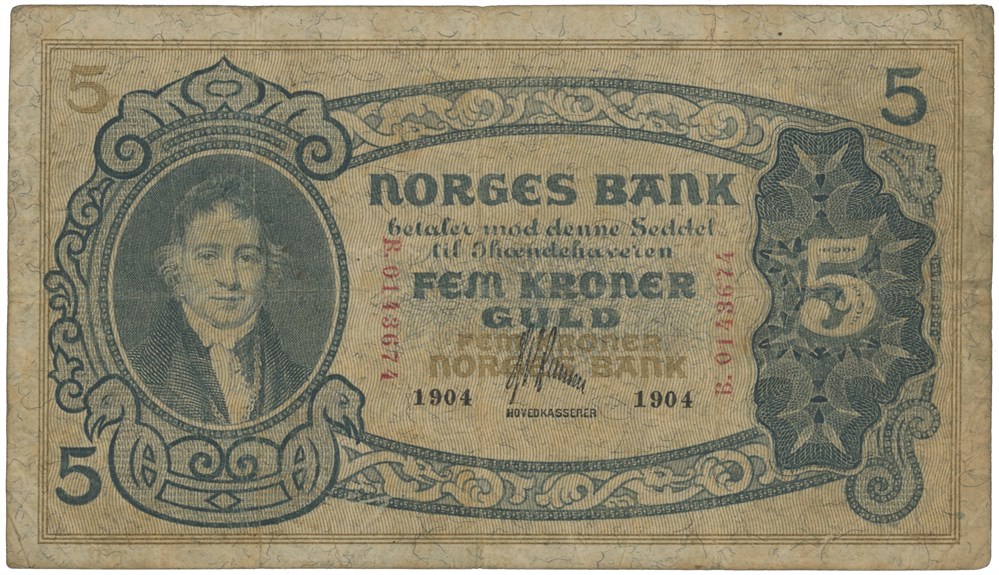 5
5
NORGES BANK
betaler mod denne Seddel
til Ihændehaveren
FEM KRONER
GULD
FEM KRONER
NORGES BANK
1904
1904
HOVEDKASSERER
B.0143674
B.0143674
5
5